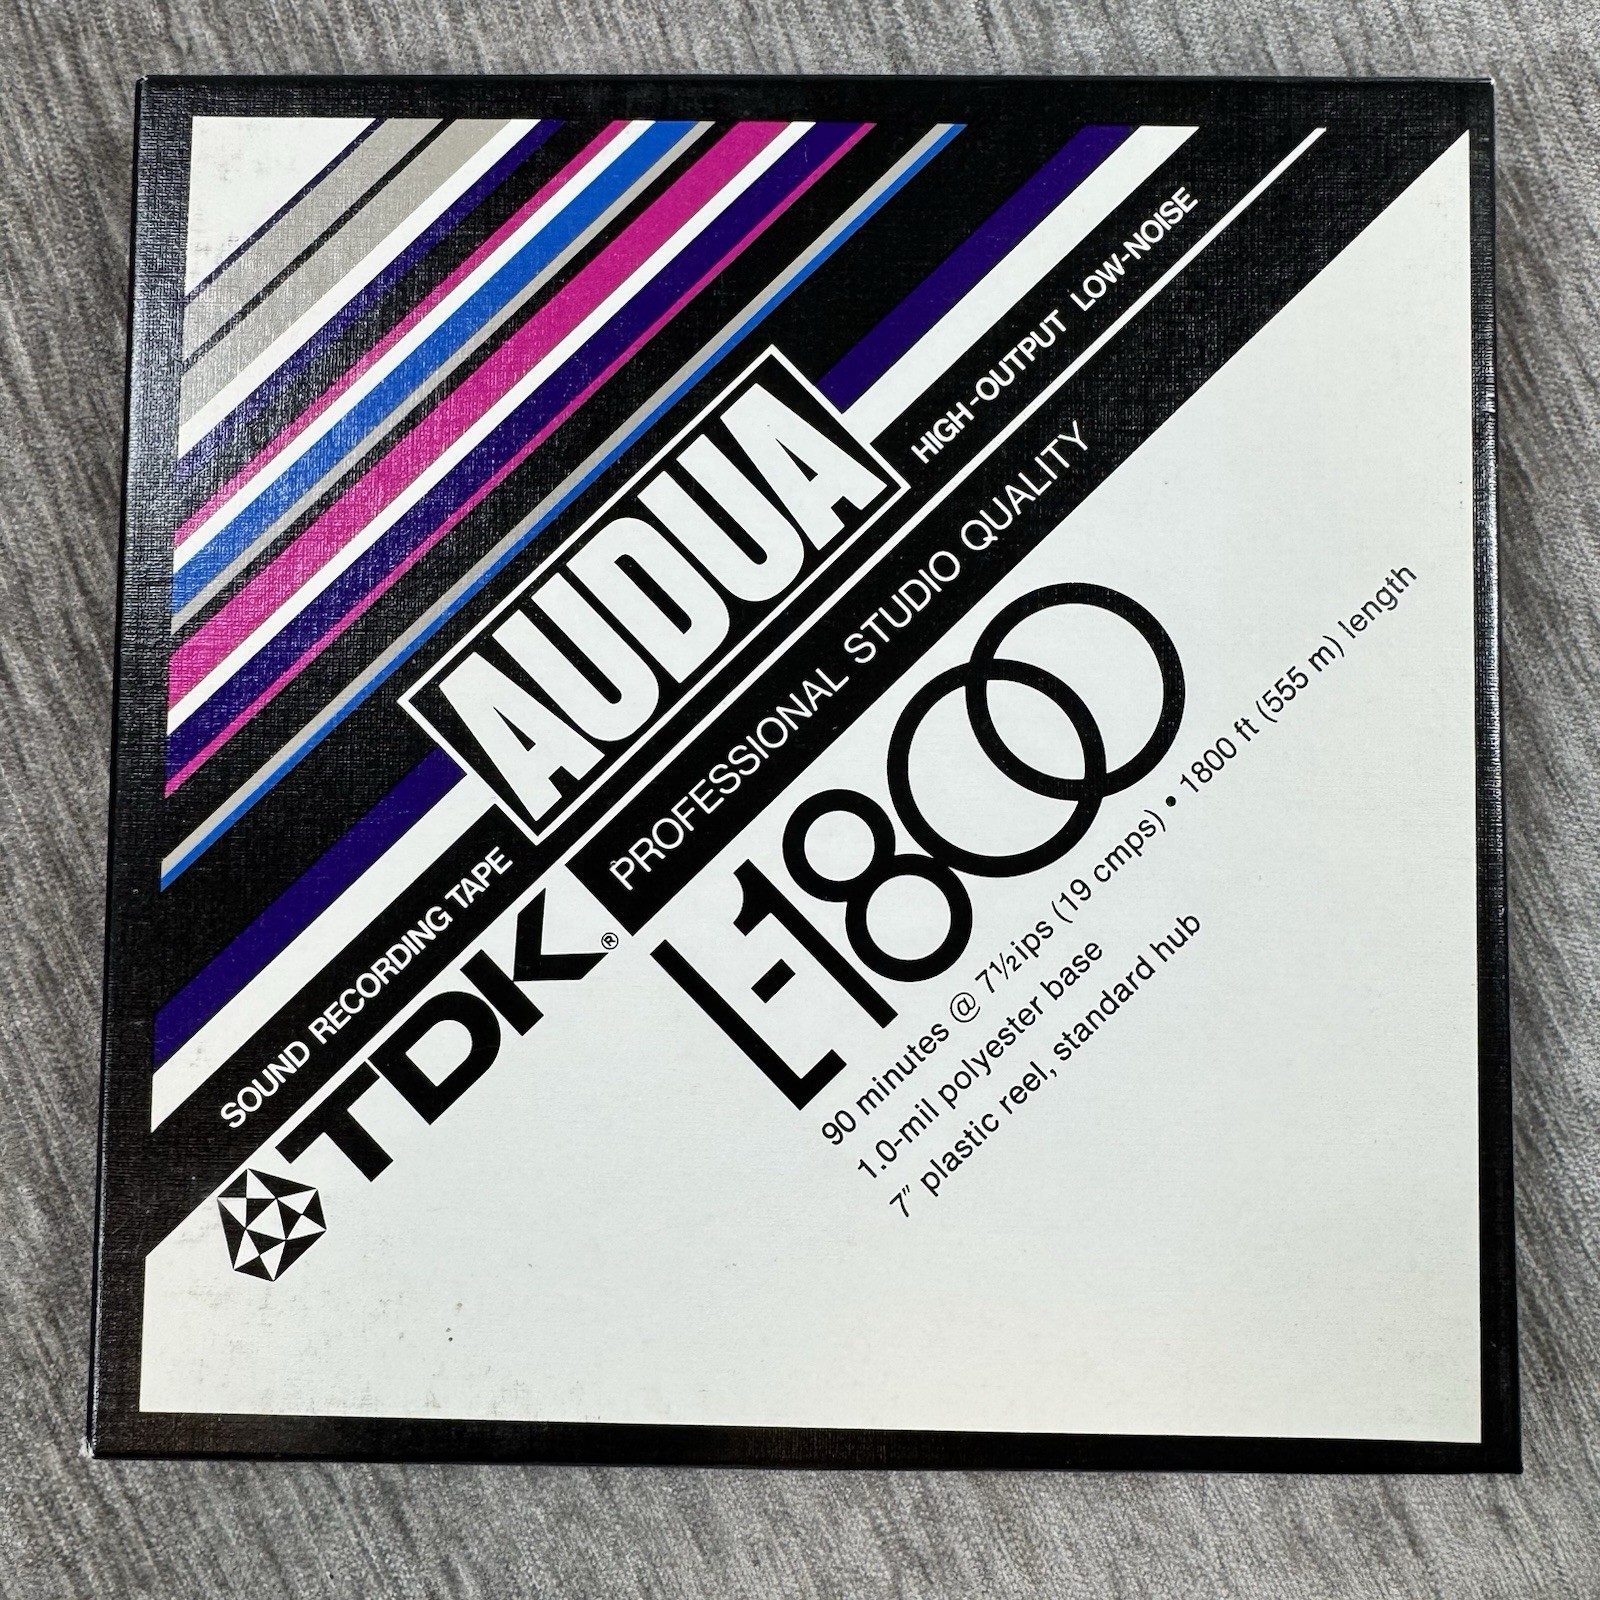 SOUND RECORDING TAPE
AUDUA
HIGH-OUTPUT LOW-NOISE
TDK®
PROFESSIONAL STUDIO QUALITY
L-1800
90 minutes @ 7½ips (19 cmps) • 1800 ft (555 m) length
1.0-mil polyester base
7″ plastic reel, standard hub